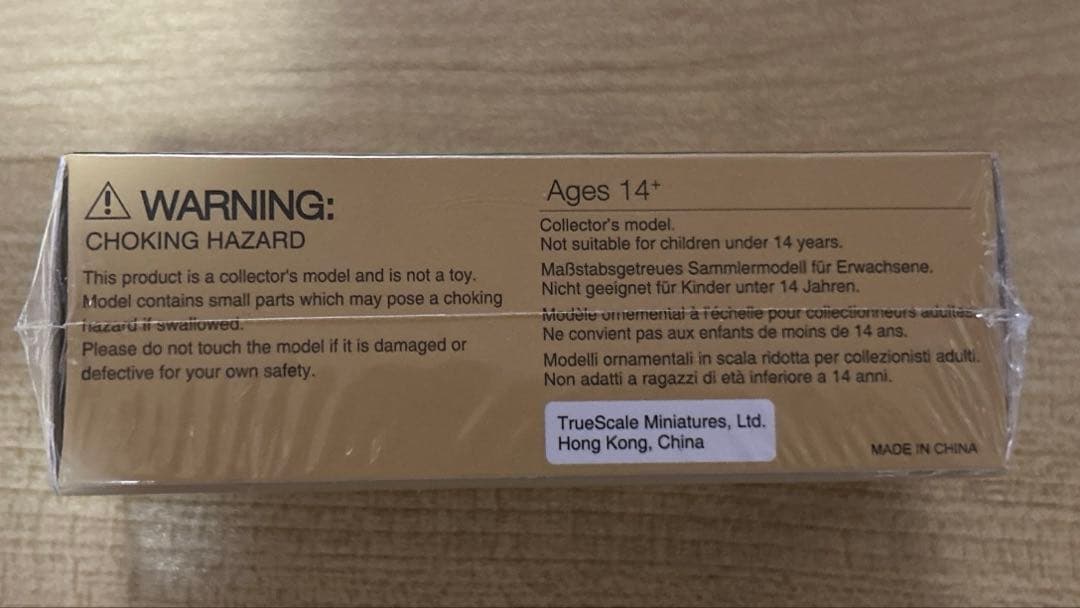 WARNING:
CHOKING HAZARD
This product is a collector's model and is not a toy.
Model contains small parts which may pose a choking
hazard if swallowed.
Please do not touch the model if it is damaged or
defective for your own safety.
Ages 14+
Collector's model.
Not suitable for children under 14 years.
Maßstabsgetreues Sammlermodell für Erwachsene.
Nicht geeignet für Kinder unter 14 Jahren.
Modèle ornemental à l'échelle pour collectionneurs adultes.
Ne convient pas aux enfants de moins de 14 ans.
Modelli ornamentali in scala ridotta per collezionisti adulti.
Non adatti a ragazzi di età inferiore a 14 anni.
TrueScale Miniatures, Ltd.
Hong Kong, China
MADE IN CHINA